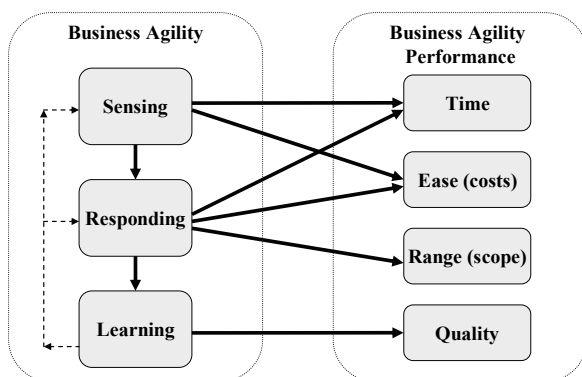 Business Agility
Sensing
Responding
Learning
Business Agility
Performance
Time
Ease (costs)
Range (scope)
Quality